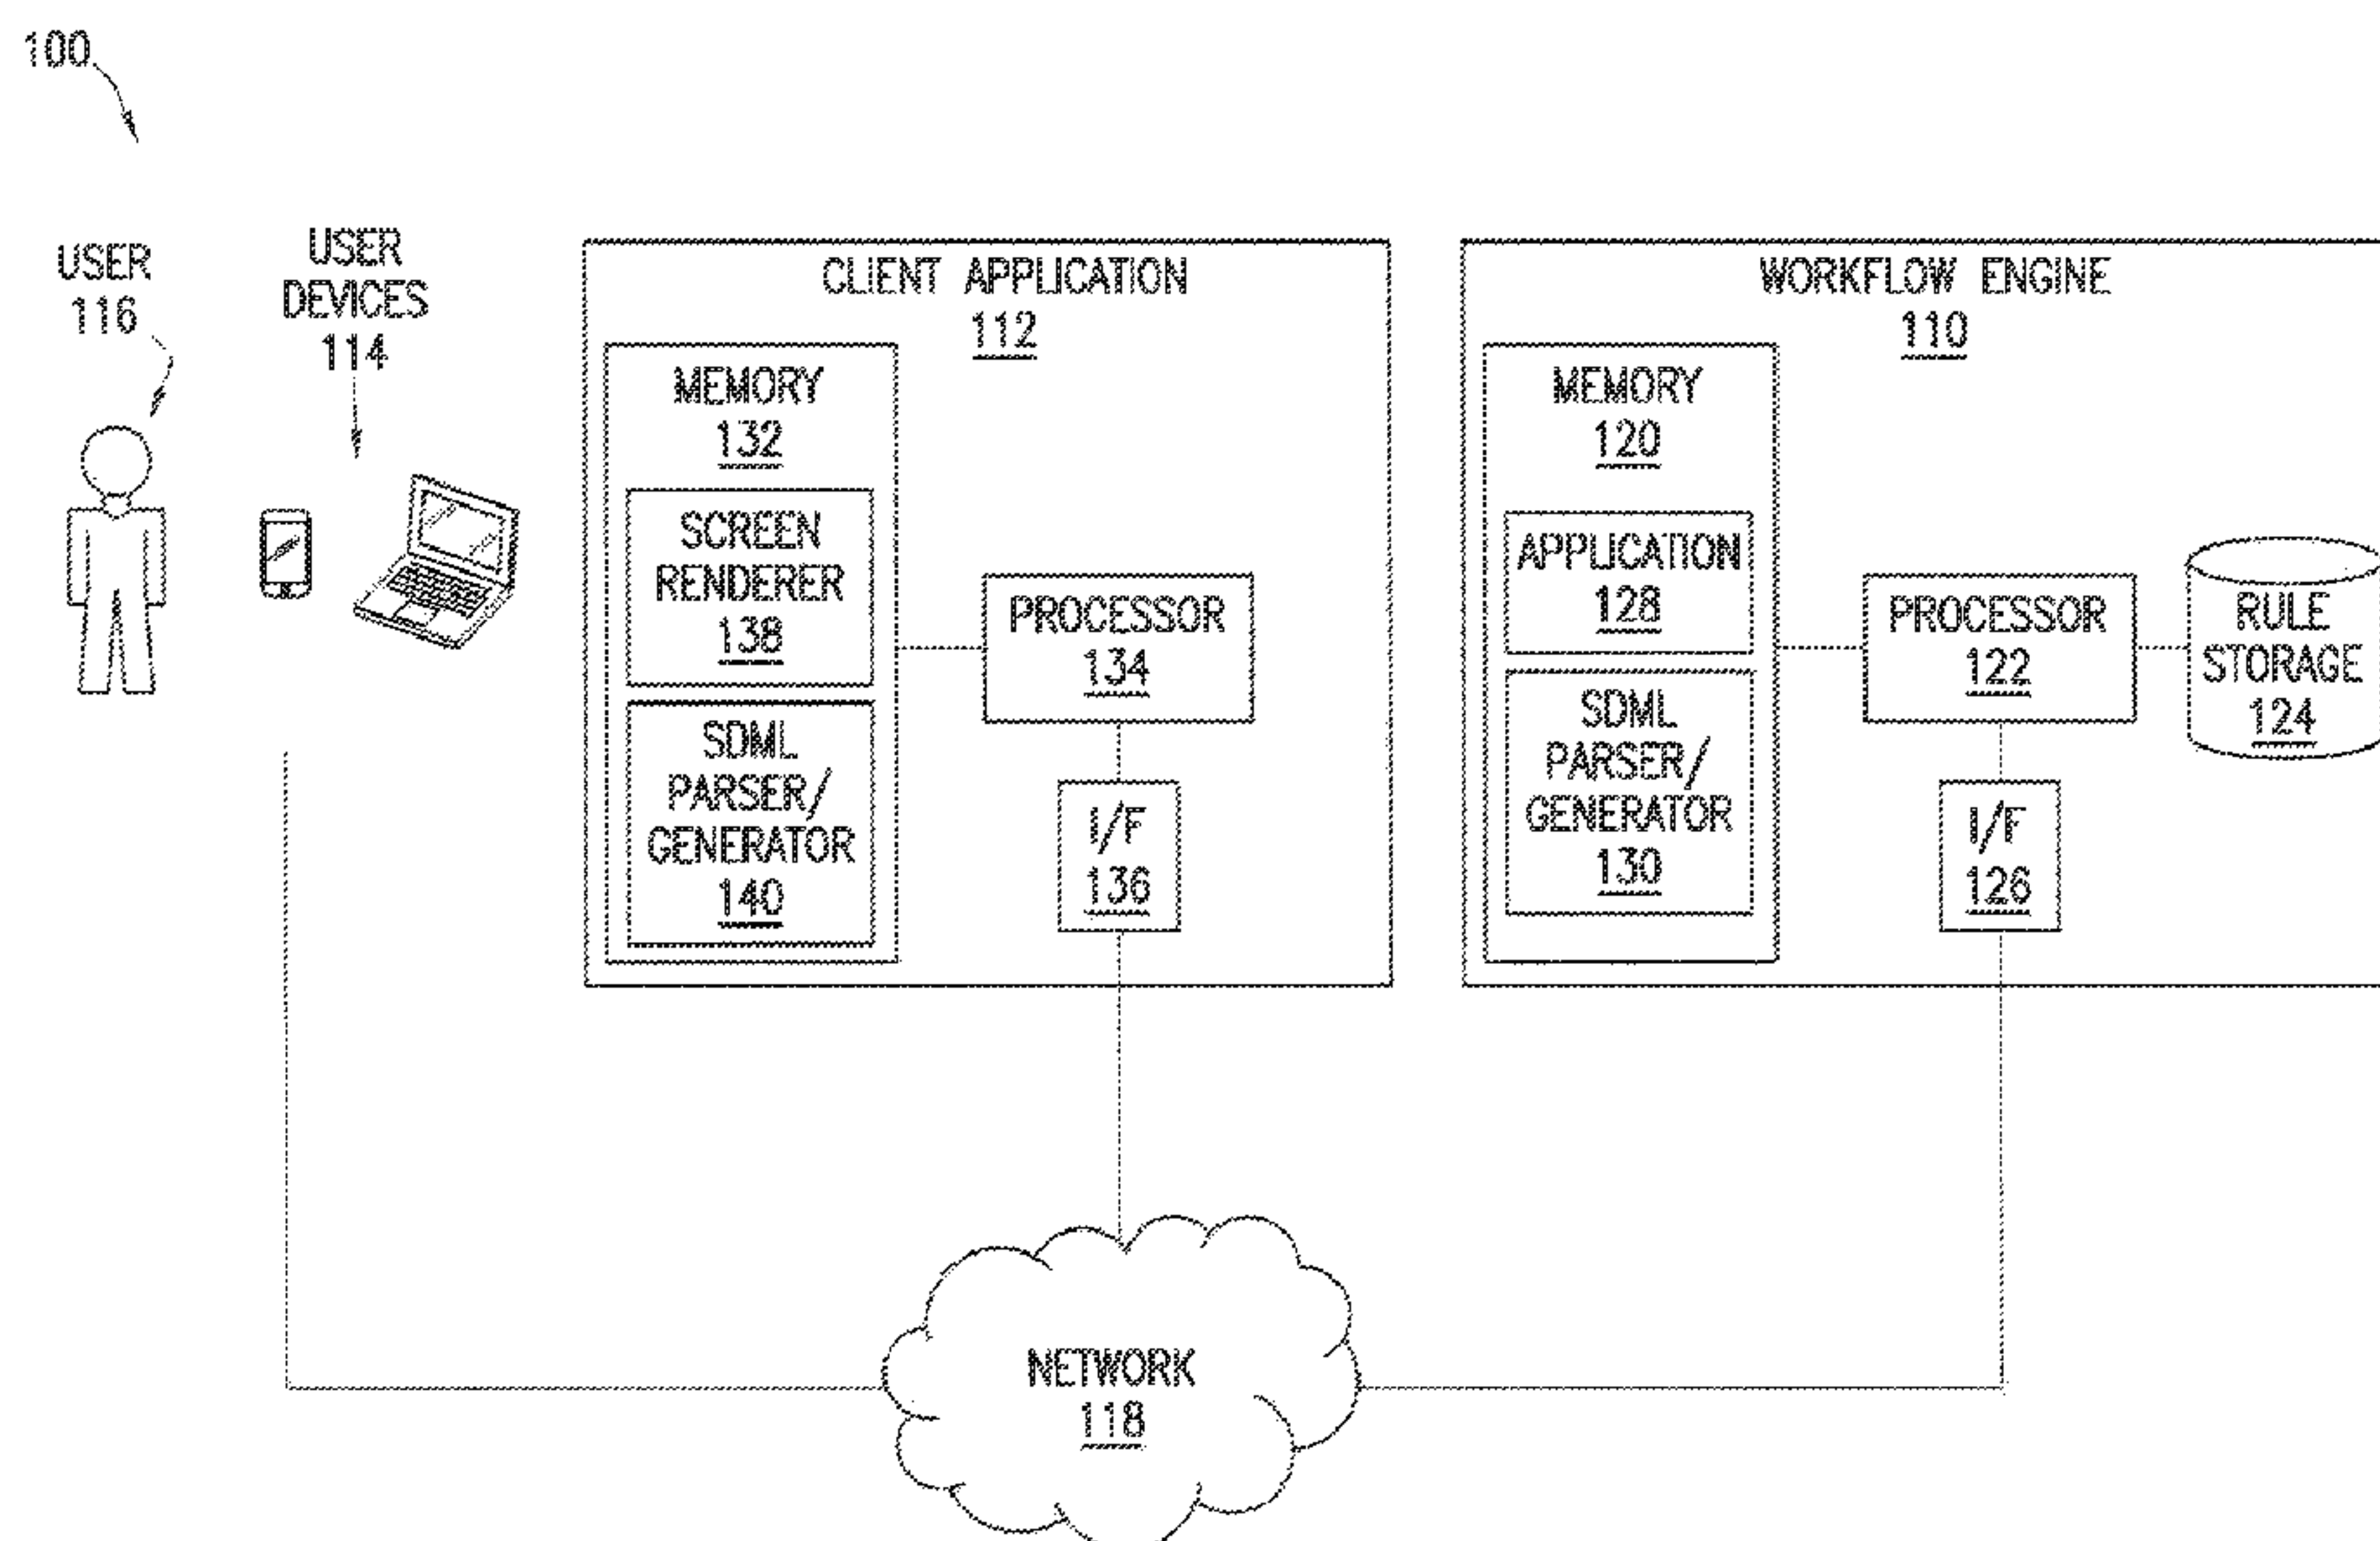 100
USER
116
USER
DEVICES
114
CLIENT APPLICATION
112
MEMORY
132
SCREEN
RENDERER
138
SDML
PARSER/
GENERATOR
140
PROCESSOR
134
I/F
136
WORKFLOW ENGINE
110
MEMORY
120
APPLICATION
128
SDML
PARSER/
GENERATOR
130
PROCESSOR
122
I/F
126
RULE
STORAGE
124
NETWORK
118